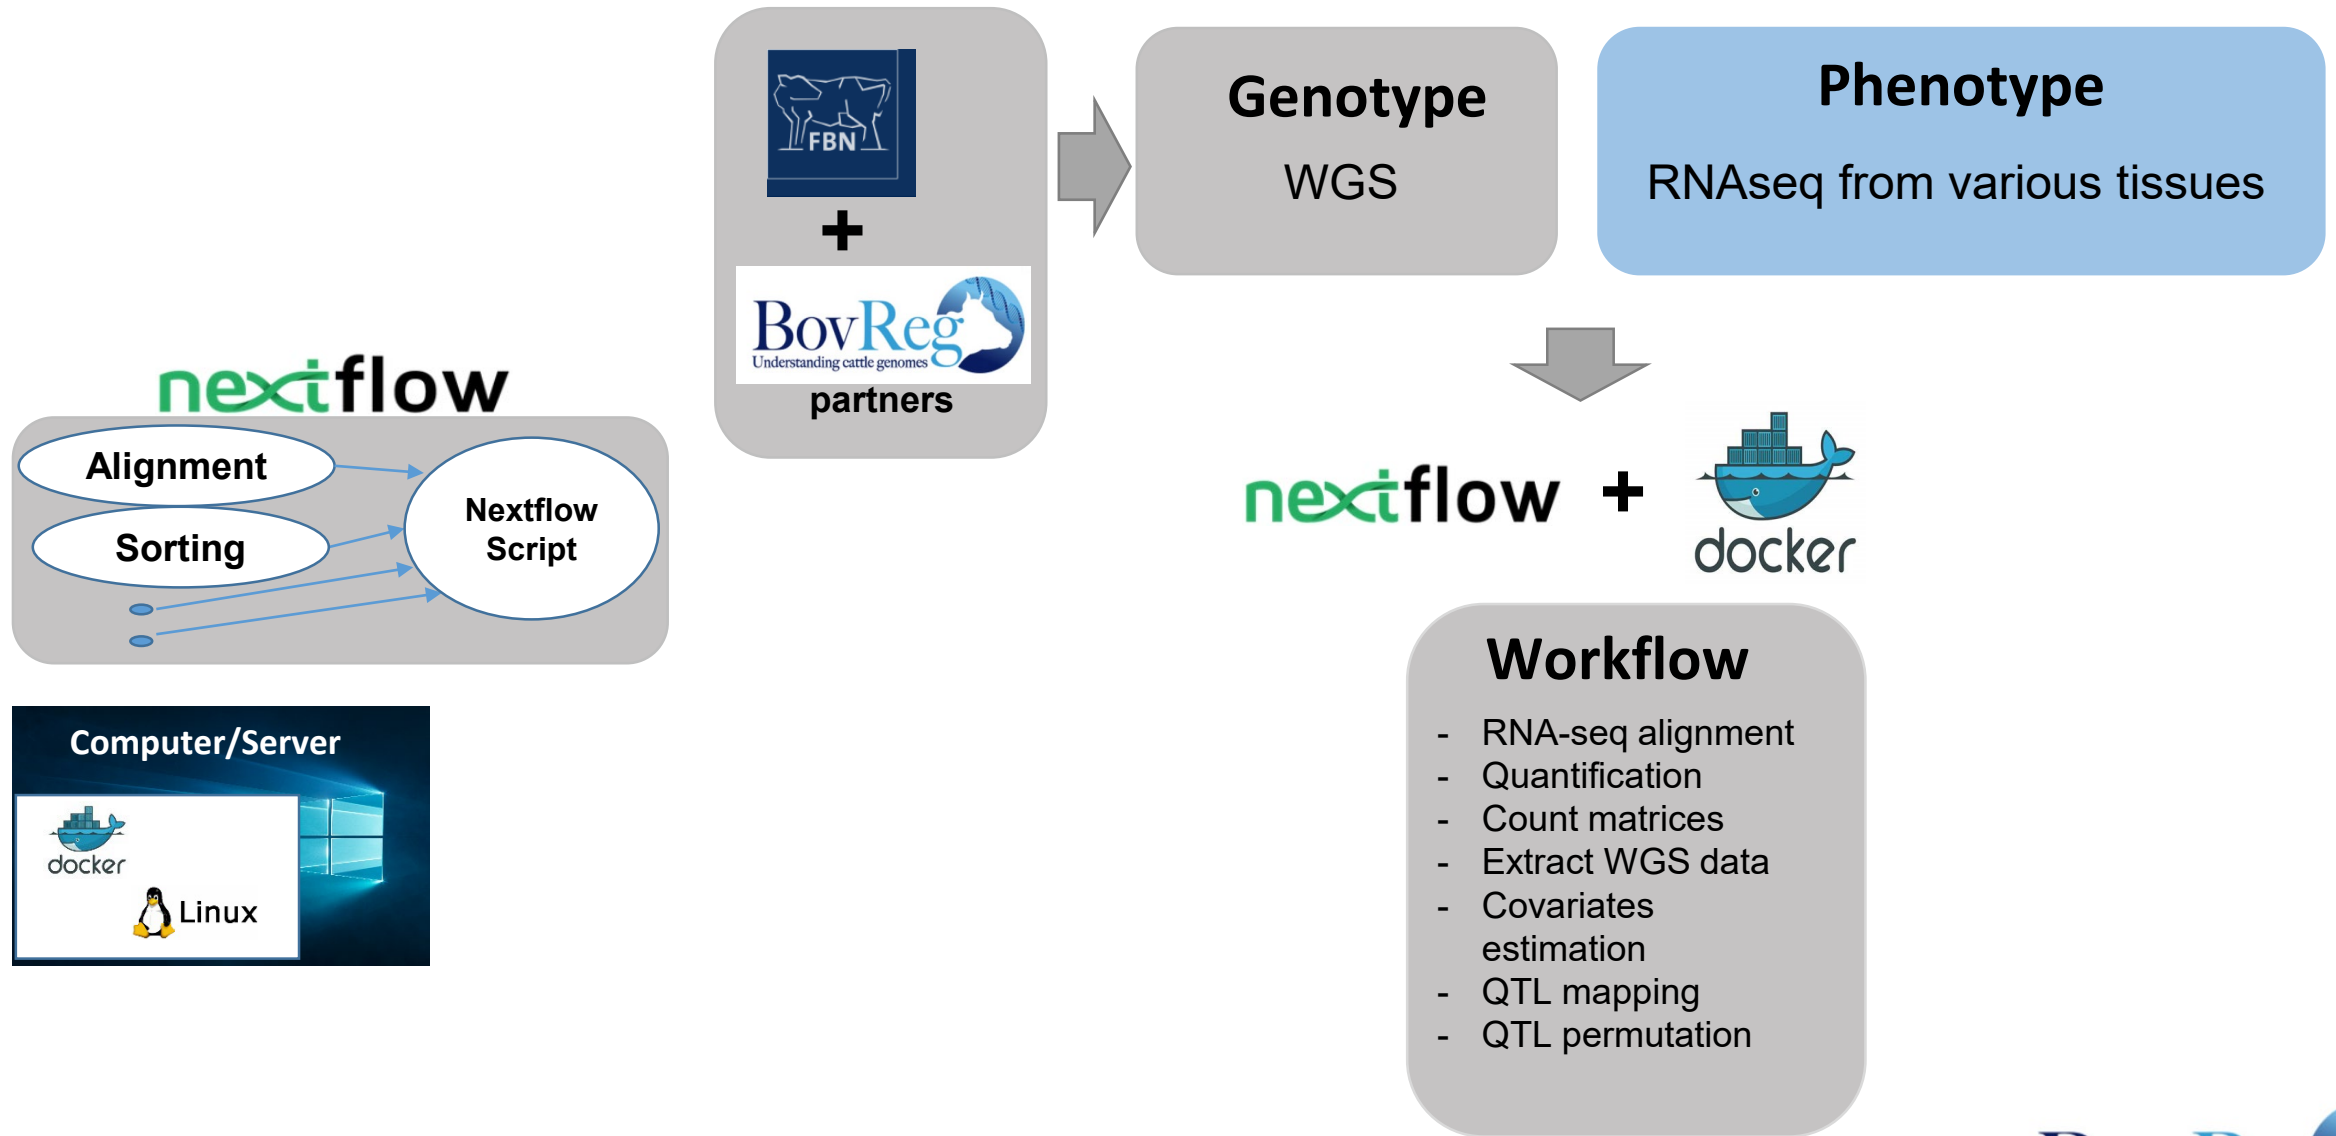 FBN
+
BovReg
Understanding cattle genomes
partners
Genotype
WGS
Phenotype
RNAseq from various tissues
nextflow
Alignment
Sorting
Nextflow
Script
Computer/Server
docker
Linux
nextflow + docker
Workflow
- RNA-seq alignment
- Quantification
- Count matrices
- Extract WGS data
- Covariates
estimation
- QTL mapping
- QTL permutation